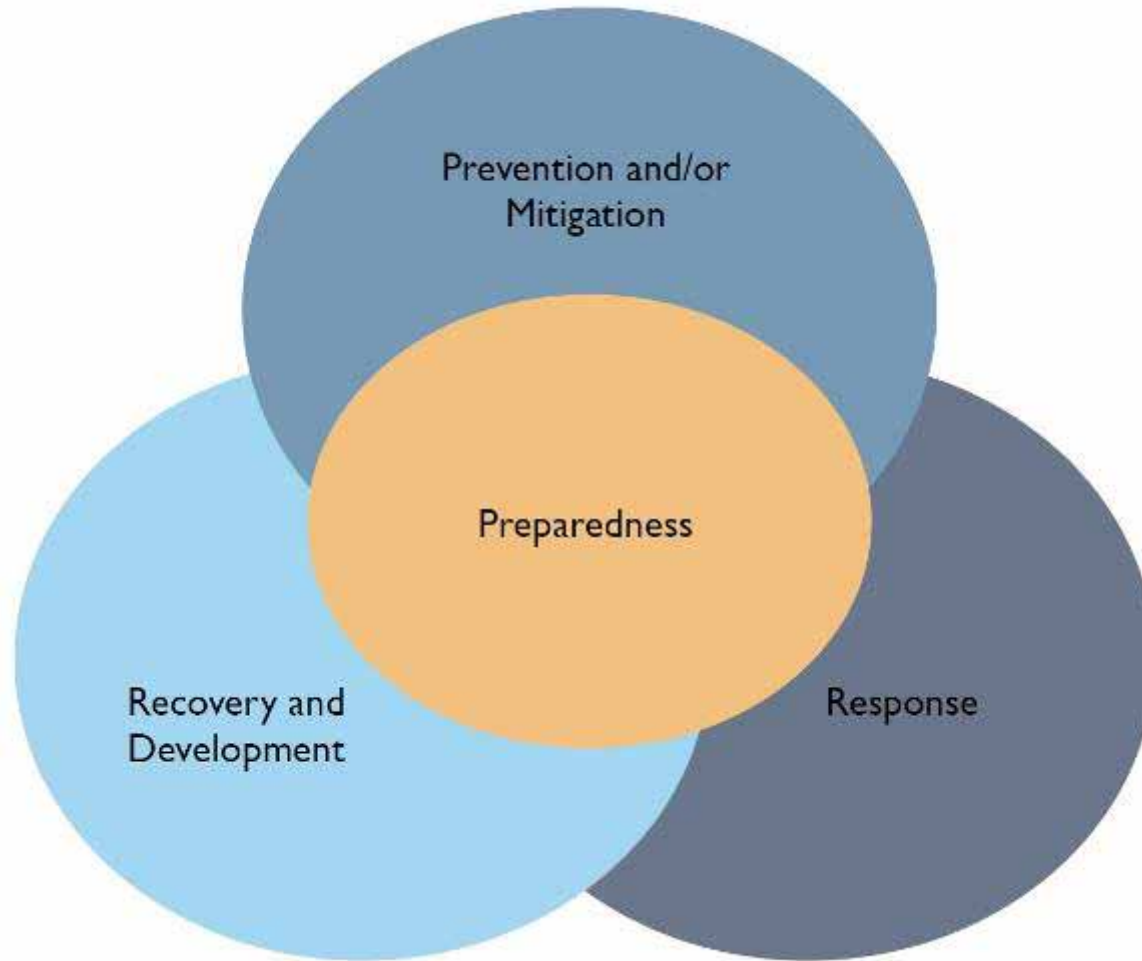 Prevention and/or
Mitigation
Preparedness
Recovery and
Development
Response